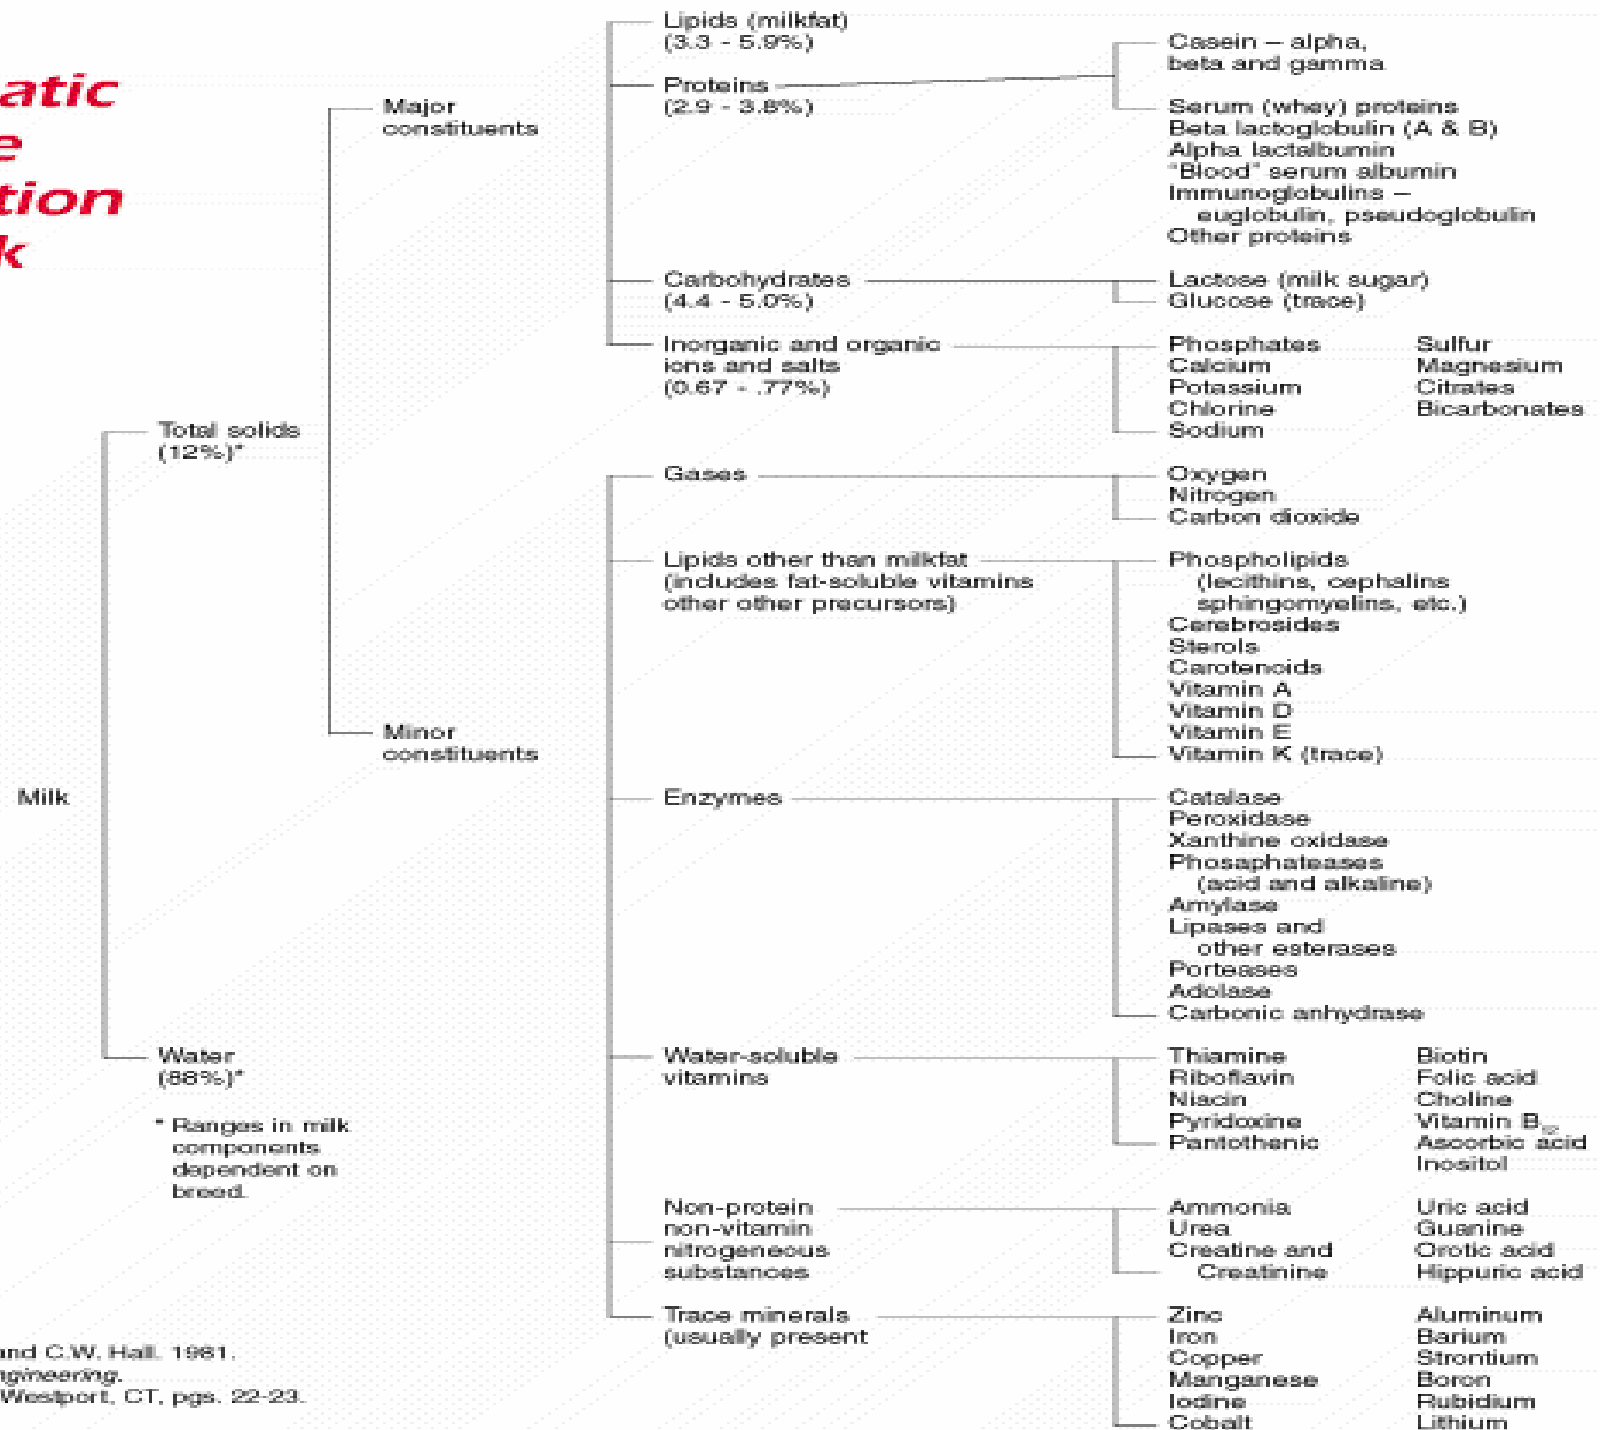 atic
e
tion
k
Milk
Total solids
(12%)*
Water
(88%)*
* Ranges in milk
components
dependent on
breed.
Major
constituents
Minor
constituents
Lipids (milkfat)
(3.3 - 5.9%)
Proteins
(2.9 - 3.8%)
Casein – alpha,
beta and gamma
Serum (whey) proteins
Beta lactoglobulin (A & B)
Alpha lactalbumin
"Blood" serum albumin
Immunoglobulins –
euglobulin, pseudoglobulin
Other proteins
Carbohydrates
(4.4 - 5.0%)
Lactose (milk sugar)
Glucose (trace)
Inorganic and organic
ions and salts
(0.67 - .77%)
Phosphates
Calcium
Potassium
Chlorine
Sodium
Sulfur
Magnesium
Citrates
Bicarbonates
Gases
Oxygen
Nitrogen
Carbon dioxide
Lipids other than milkfat
(includes fat-soluble vitamins
other other precursors)
Phospholipids
(lecithins, cephalins
sphingomyelins, etc.)
Cerebrosides
Sterols
Carotenoids
Vitamin A
Vitamin D
Vitamin E
Vitamin K (trace)
Enzymes
Catalase
Peroxidase
Xanthine oxidase
Phosaphateases
(acid and alkaline)
Amylase
Lipases and
other esterases
Porteases
Adolase
Carbonic anhydrase
Water-soluble
vitamins
Thiamine
Riboflavin
Niacin
Pyridoxine
Pantothenic
Biotin
Folic acid
Choline
Vitamin B₁₂
Ascorbic acid
Inositol
Non-protein
non-vitamin
nitrogeneous
substances
Ammonia
Urea
Creatine and
Creatinine
Uric acid
Guanine
Orotic acid
Hippuric acid
Trace minerals
(usually present
Zinc
Iron
Copper
Manganese
Iodine
Cobalt
Aluminum
Barium
Strontium
Boron
Rubidium
Lithium
and C.W. Hall. 1981.
ngineering.
Westport, CT, pgs. 22-23.